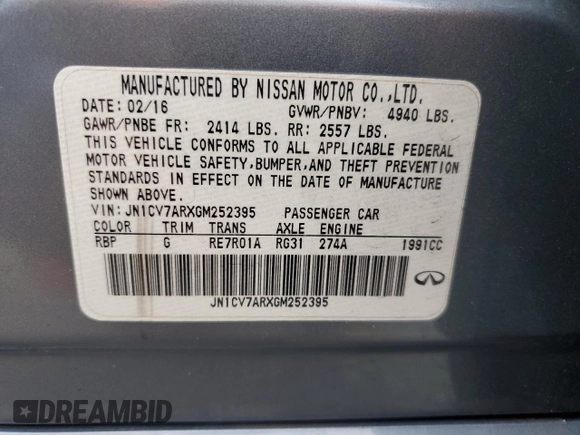 MANUFACTURED BY NISSAN MOTOR CO.,LTD.
DATE: 02/16 GVWR/PNBV: 4940 LBS.
GAWR/PNBE FR: 2414 LBS. RR: 2557 LBS.
THIS VEHICLE CONFORMS TO ALL APPLICABLE FEDERAL
MOTOR VEHICLE SAFETY,BUMPER,AND THEFT PREVENTION
STANDARDS IN EFFECT ON THE DATE OF MANUFACTURE
SHOWN ABOVE.
VIN:JN1CV7ARXGM252395 PASSENGER CAR
COLOR TRIM TRANS AXLE ENGINE
RBP G RE7R01A RG31 274A 1991CC
JN1CV7ARXGM252395
DREAMBID